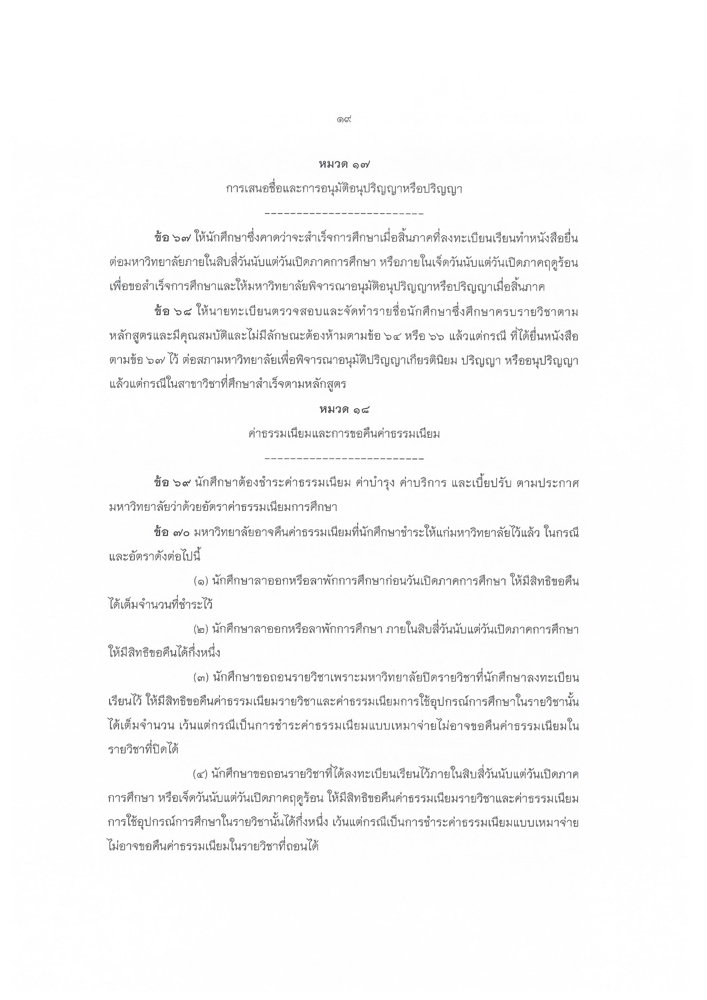 ๑๙
หมวด ๑๗
การเสนอชื่อและการอนุมัติอนุปริญญาหรือปริญญา
-------------------------
ข้อ ๖๗ ให้นักศึกษาซึ่งคาดว่าจะสำเร็จการศึกษาเมื่อสิ้นภาคที่ลงทะเบียนเรียนทำหนังสือยื่น
ต่อมหาวิทยาลัยภายในสิบสี่วันนับแต่วันเปิดภาคการศึกษา หรือภายในเจ็ดวันนับแต่วันเปิดภาคฤดูร้อน
เพื่อขอสำเร็จการศึกษาและให้มหาวิทยาลัยพิจารณาอนุมัติอนุปริญญาหรือปริญญาเมื่อสิ้นภาค
ข้อ ๖๘ ให้นายทะเบียนตรวจสอบและจัดทำรายชื่อนักศึกษาซึ่งศึกษาครบรายวิชาตาม
หลักสูตรและมีคุณสมบัติและไม่มีลักษณะต้องห้ามตามข้อ ๖๔ หรือ ๖๖ แล้วแต่กรณี ที่ได้ยื่นหนังสือ
ตามข้อ ๖๗ ไว้ ต่อสภามหาวิทยาลัยเพื่อพิจารณาอนุมัติปริญญาเกียรตินิยม ปริญญา หรืออนุปริญญา
แล้วแต่กรณีในสาขาวิชาที่ศึกษาสำเร็จตามหลักสูตร
หมวด ๑๘
ค่าธรรมเนียมและการขอคืนค่าธรรมเนียม
-------------------------
ข้อ ๖๙ นักศึกษาต้องชำระค่าธรรมเนียม ค่าบำรุง ค่าบริการ และเบี้ยปรับ ตามประกาศ
มหาวิทยาลัยว่าด้วยอัตราค่าธรรมเนียมการศึกษา
ข้อ ๗๐ มหาวิทยาลัยอาจคืนค่าธรรมเนียมที่นักศึกษาชำระให้แก่มหาวิทยาลัยไว้แล้ว ในกรณี
และอัตราดังต่อไปนี้
(๑) นักศึกษาลาออกหรือลาพักการศึกษาก่อนวันเปิดภาคการศึกษา ให้มีสิทธิขอคืน
ได้เต็มจำนวนที่ชำระไว้
(๒) นักศึกษาลาออกหรือลาพักการศึกษา ภายในสิบสี่วันนับแต่วันเปิดภาคการศึกษา
ให้มีสิทธิขอคืนได้กึ่งหนึ่ง
(๓) นักศึกษาขอถอนรายวิชาเพราะมหาวิทยาลัยปิดรายวิชาที่นักศึกษาลงทะเบียน
เรียนไว้ ให้มีสิทธิขอคืนค่าธรรมเนียมรายวิชาและค่าธรรมเนียมการใช้อุปกรณ์การศึกษาในรายวิชานั้น
ได้เต็มจำนวน เว้นแต่กรณีเป็นการชำระค่าธรรมเนียมแบบเหมาจ่ายไม่อาจขอคืนค่าธรรมเนียมใน
รายวิชาที่ปิดได้
(๔) นักศึกษาขอถอนรายวิชาที่ได้ลงทะเบียนเรียนไว้ภายในสิบสี่วันนับแต่วันเปิดภาค
การศึกษา หรือเจ็ดวันนับแต่วันเปิดภาคฤดูร้อน ให้มีสิทธิขอคืนค่าธรรมเนียมรายวิชาและค่าธรรมเนียม
การใช้อุปกรณ์การศึกษาในรายวิชานั้นได้กึ่งหนึ่ง เว้นแต่กรณีเป็นการชำระค่าธรรมเนียมแบบเหมาจ่าย
ไม่อาจขอคืนค่าธรรมเนียมในรายวิชาที่ถอนได้